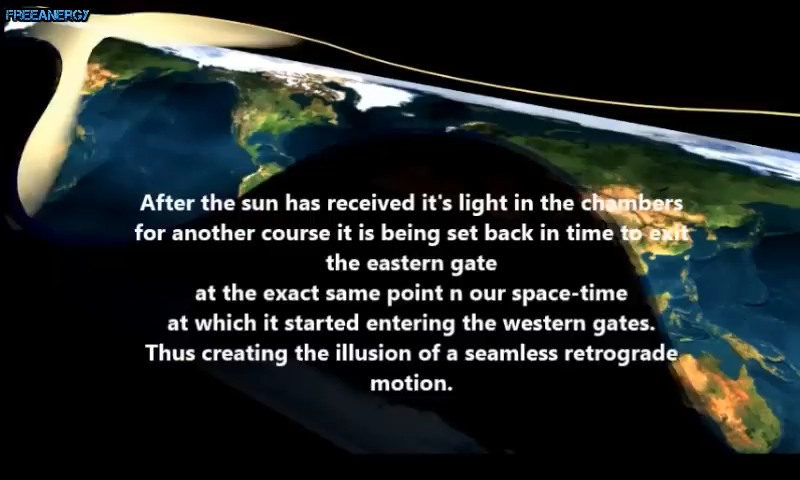 FREEANERGY
After the sun has received it's light in the chambers
for another course it is being set back in time to exit
the eastern gate
at the exact same point n our space-time
at which it started entering the western gates.
Thus creating the illusion of a seamless retrograde
motion.